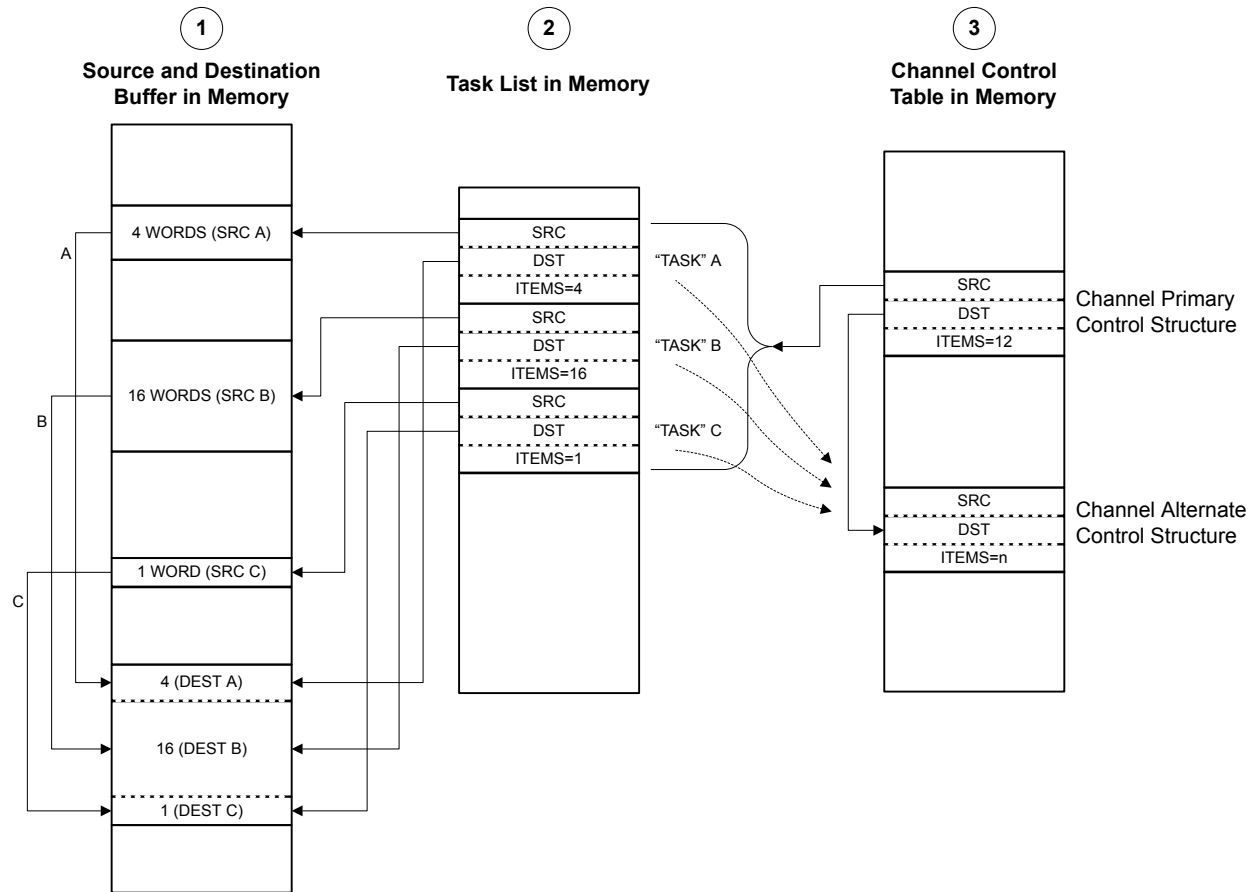 1
Source and Destination
Buffer in Memory
4 WORDS (SRC A)
A
16 WORDS (SRC B)
B
1 WORD (SRC C)
C
4 (DEST A)
16 (DEST B)
1 (DEST C)
2
Task List in Memory
SRC
DST
ITEMS=4
"TASK" A
SRC
DST
ITEMS=16
"TASK" B
SRC
DST
ITEMS=1
"TASK" C
3
Channel Control
Table in Memory
SRC
DST
ITEMS=12
Channel Primary
Control Structure
SRC
DST
ITEMS=n
Channel Alternate
Control Structure